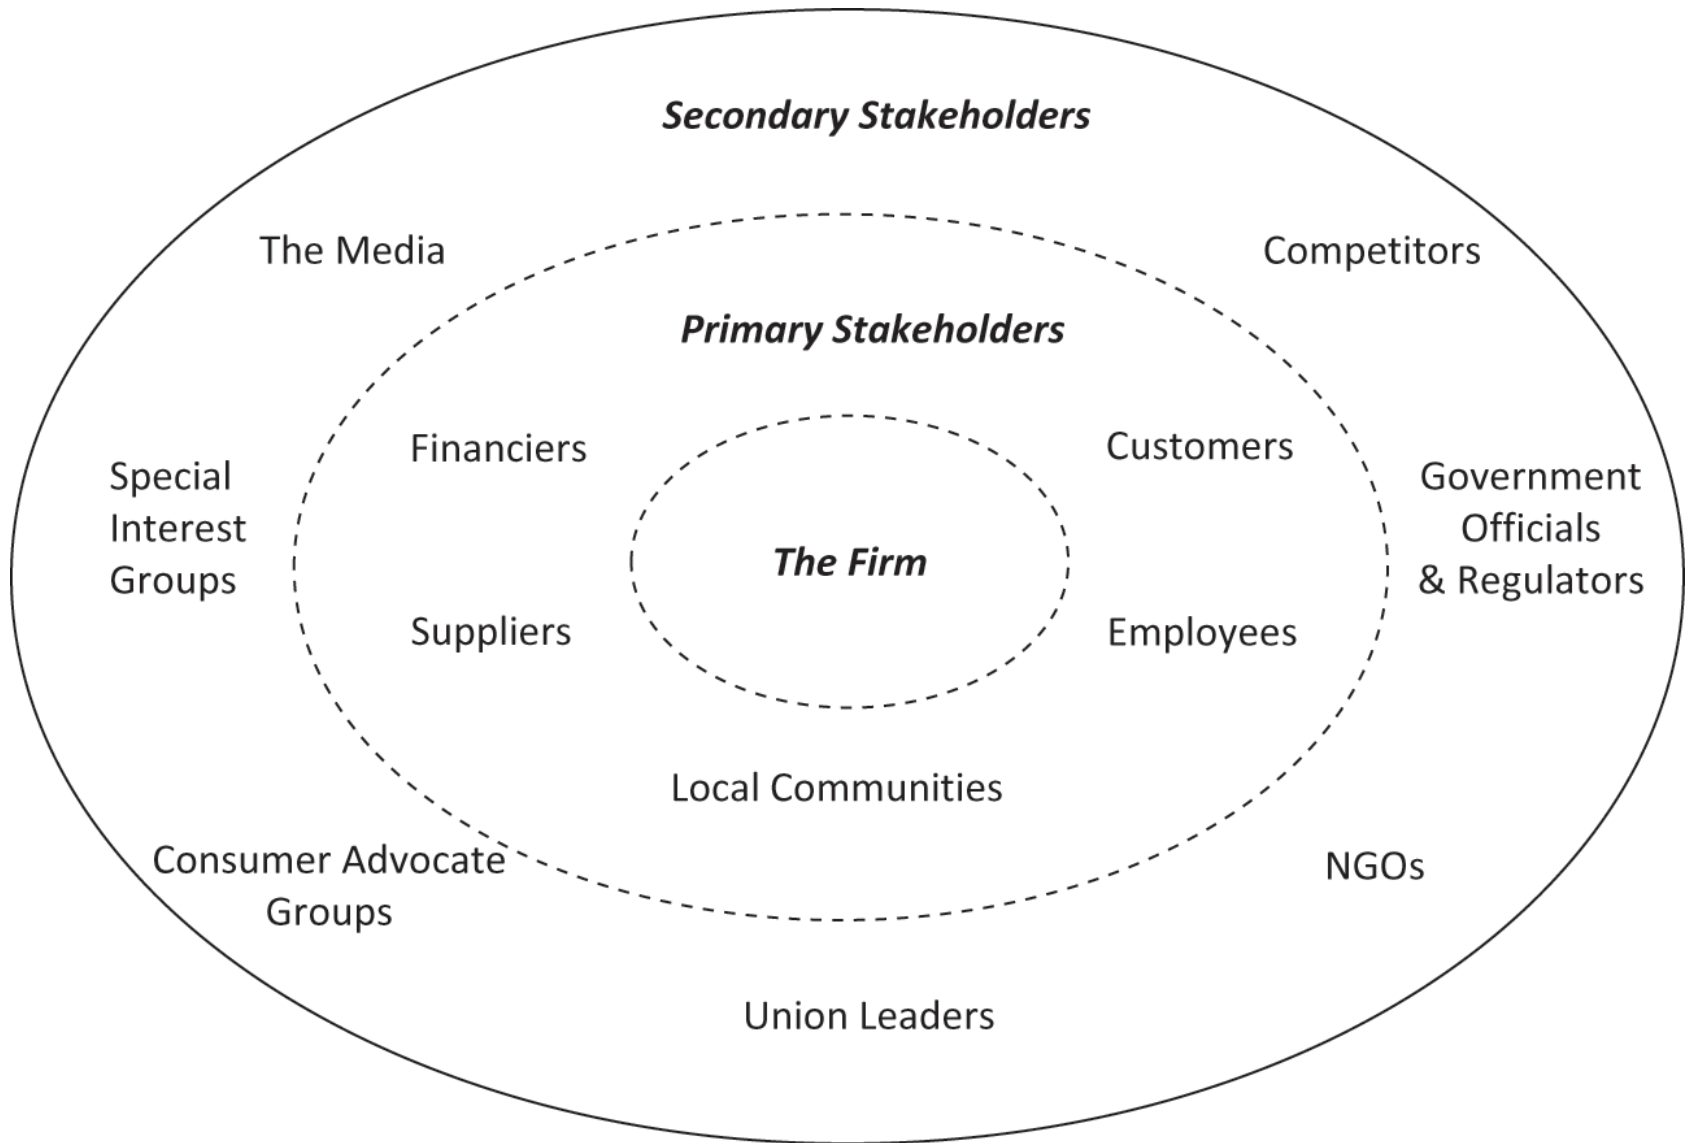 Secondary Stakeholders
The Media
Competitors
Primary Stakeholders
Financiers
Customers
Special
Interest
Groups
Government
Officials
& Regulators
The Firm
Suppliers
Employees
Local Communities
Consumer Advocate
Groups
NGOs
Union Leaders